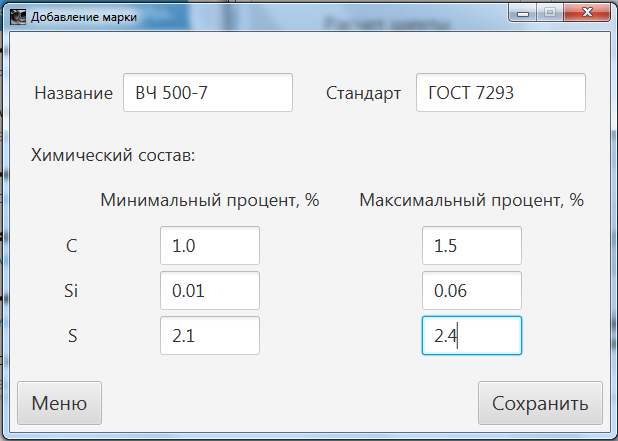 Добавление марки
Название ВЧ 500-7 Стандарт ГОСТ 7293
Химический состав:
Минимальный процент, % Максимальный процент, %
C 1.0 1.5
Si 0.01 0.06
S 2.1 2.4
Меню Сохранить